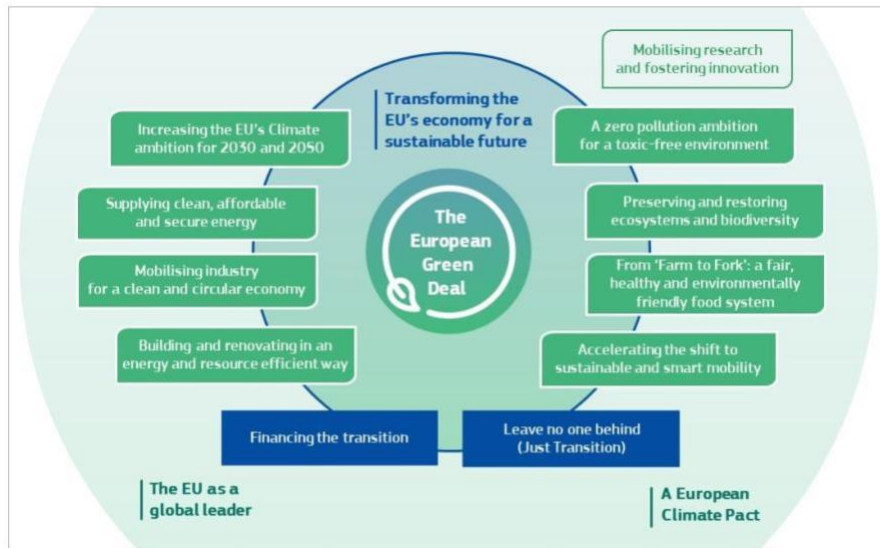 Mobilising research
and fostering innovation
Transforming the
EU's economy for a
sustainable future
Increasing the EU's Climate
ambition for 2030 and 2050
A zero pollution ambition
for a toxic-free environment
Supplying clean, affordable
and secure energy
Preserving and restoring
ecosystems and biodiversity
The
European
Green
Deal
Mobilising industry
for a clean and circular economy
From 'Farm to Fork': a fair,
healthy and environmentally
friendly food system
Building and renovating in an
energy and resource efficient way
Accelerating the shift to
sustainable and smart mobility
Financing the transition
Leave no one behind
(Just Transition)
The EU as a
global leader
A European
Climate Pact